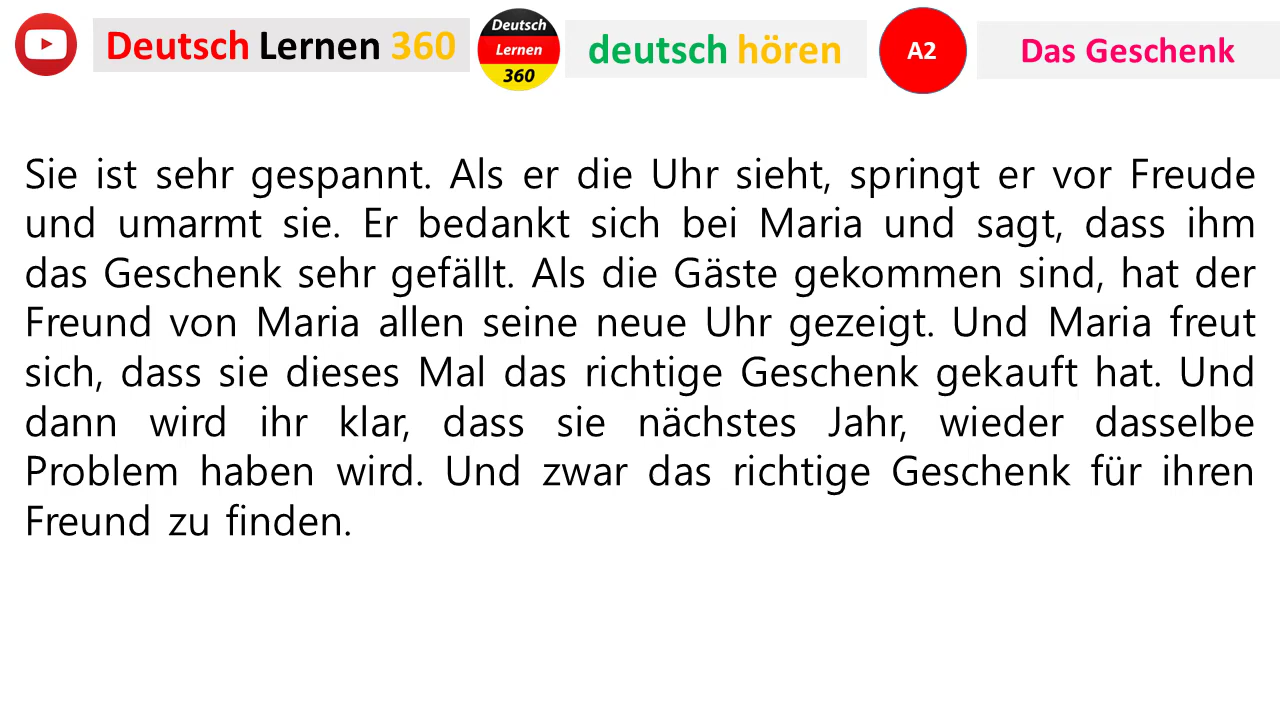 Deutsch Lernen 360
Deutsch
Lernen
360
deutsch hören
A2
Das Geschenk
Sie ist sehr gespannt. Als er die Uhr sieht, springt er vor Freude
und umarmt sie. Er bedankt sich bei Maria und sagt, dass ihm
das Geschenk sehr gefällt. Als die Gäste gekommen sind, hat der
Freund von Maria allen seine neue Uhr gezeigt. Und Maria freut
sich, dass sie dieses Mal das richtige Geschenk gekauft hat. Und
dann wird ihr klar, dass sie nächstes Jahr, wieder dasselbe
Problem haben wird. Und zwar das richtige Geschenk für ihren
Freund zu finden.